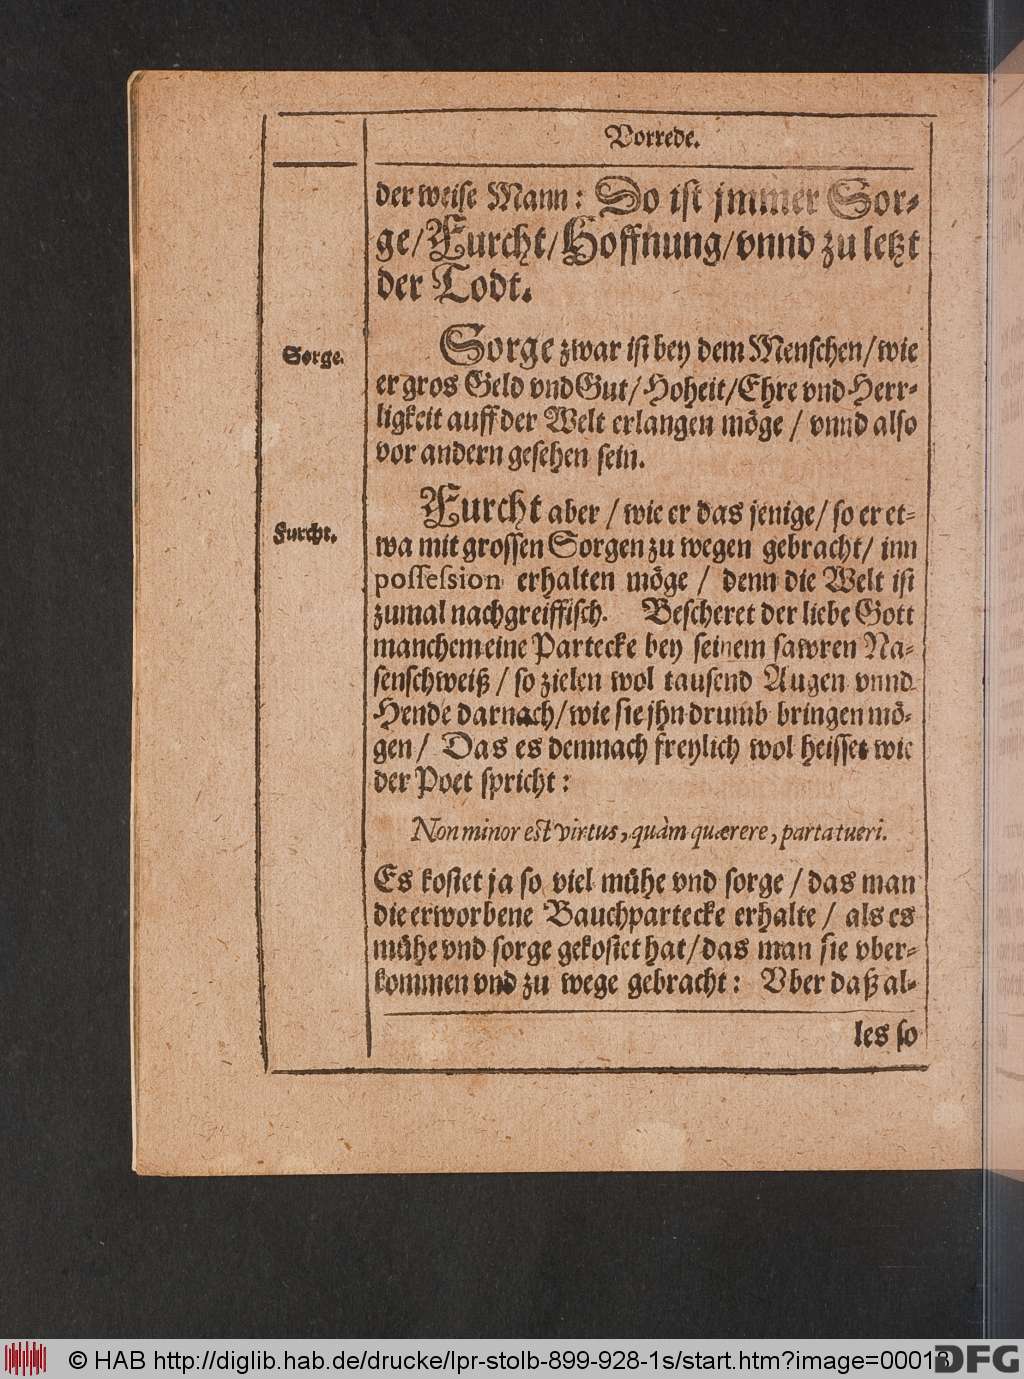 Vorrede.
der weise Mann: Do ist jmmer Sor-
ge/Furcht/Hoffnung/vnnd zu letzt
der Todt.
Sorge.
Sorge zwar ist bey dem Menschen/wie
er gros Geld vnd Gut/Hoheit/Ehre vnd Herr-
ligkeit auff der Welt erlangen möge / vnnd also
vor andern gesehen sein.
Furcht.
Furcht aber / wie er das jenige/ so er et-
wa mit grossen Sorgen zu wegen gebracht/ inn
possession erhalten möge / denn die Welt ist
zumal nachgreiffisch. Bescheret der liebe Gott
manchem eine Partecke bey seinem sawren Na-
senschweiß / so zielen wol tausend Augen vnnd
Hende darnach/wie sie jhn drumb bringen mö-
gen/ Das es demnach freylich wol heisset wie
der Poet spricht:
Non minor est virtus, quàm quærere, parta tueri.
Es kostet ja so viel mühe vnd sorge / das man
die erworbene Bauchpartecke erhalte / als es
mühe vnd sorge gekostet hat/das man sie vber-
kommen vnd zu wege gebracht: Vber daß al-
les so
© HAB http://diglib.hab.de/drucke/lpr-stolb-899-928-1s/start.htm?image=00018
DFG